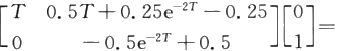 [T 0.5T+0.25e^{-2T}-0.25] [0]
[0 -0.5e^{-2T}+0.5] [1] =